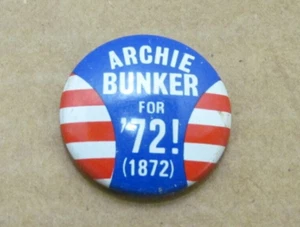 ARCHIE
BUNKER
FOR
'72!
(1872)